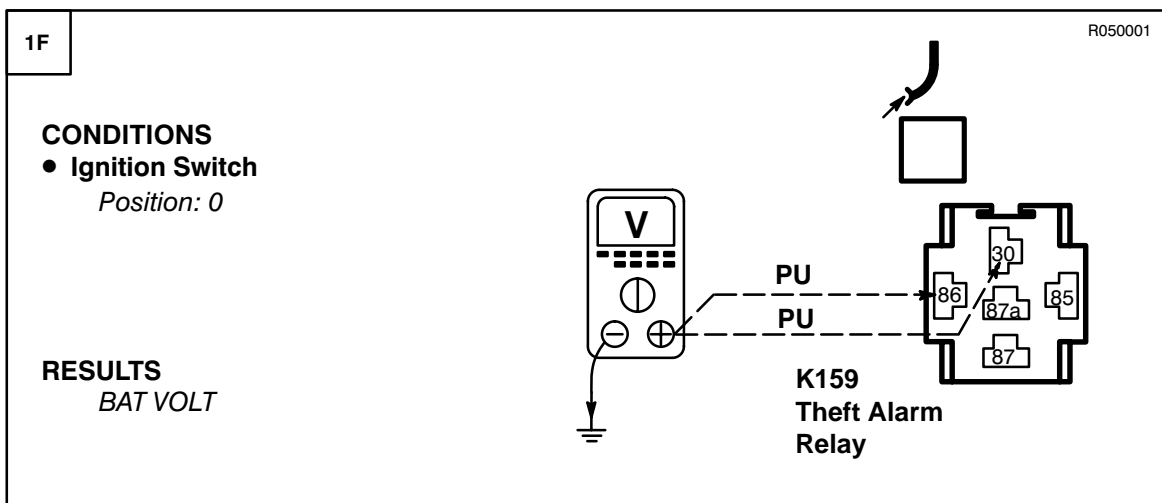 1F
R050001
CONDITIONS
● Ignition Switch
Position: 0
V
PU
PU
30
86
87a
85
87
RESULTS
BAT VOLT
K159
Theft Alarm
Relay